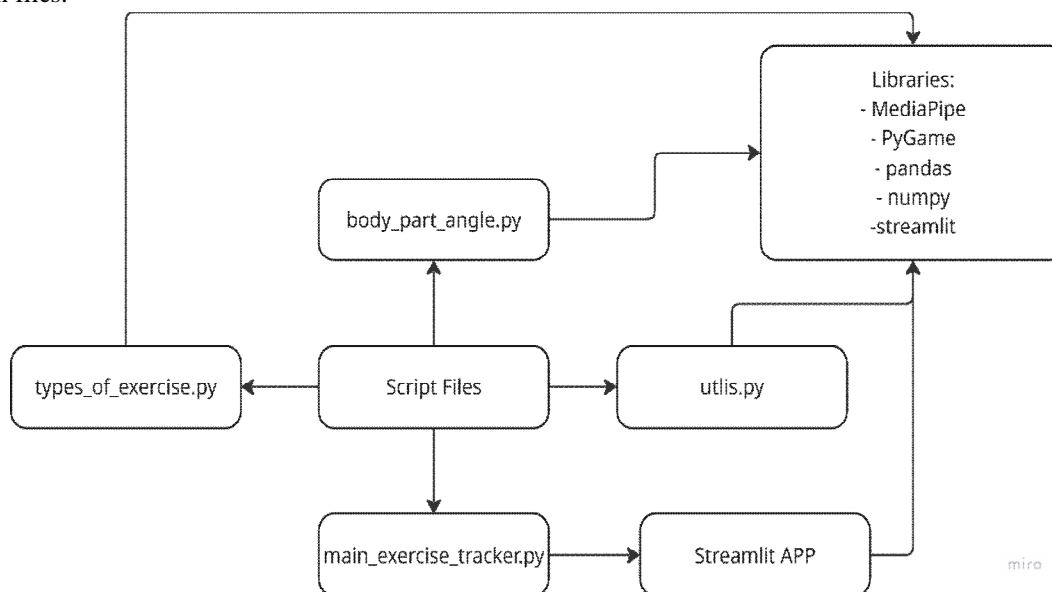 files.
Libraries:
- MediaPipe
- PyGame
- pandas
- numpy
-streamlit
body_part_angle.py
types_of_exercise.py
Script Files
utlis.py
main_exercise_tracker.py
Streamlit APP
miro